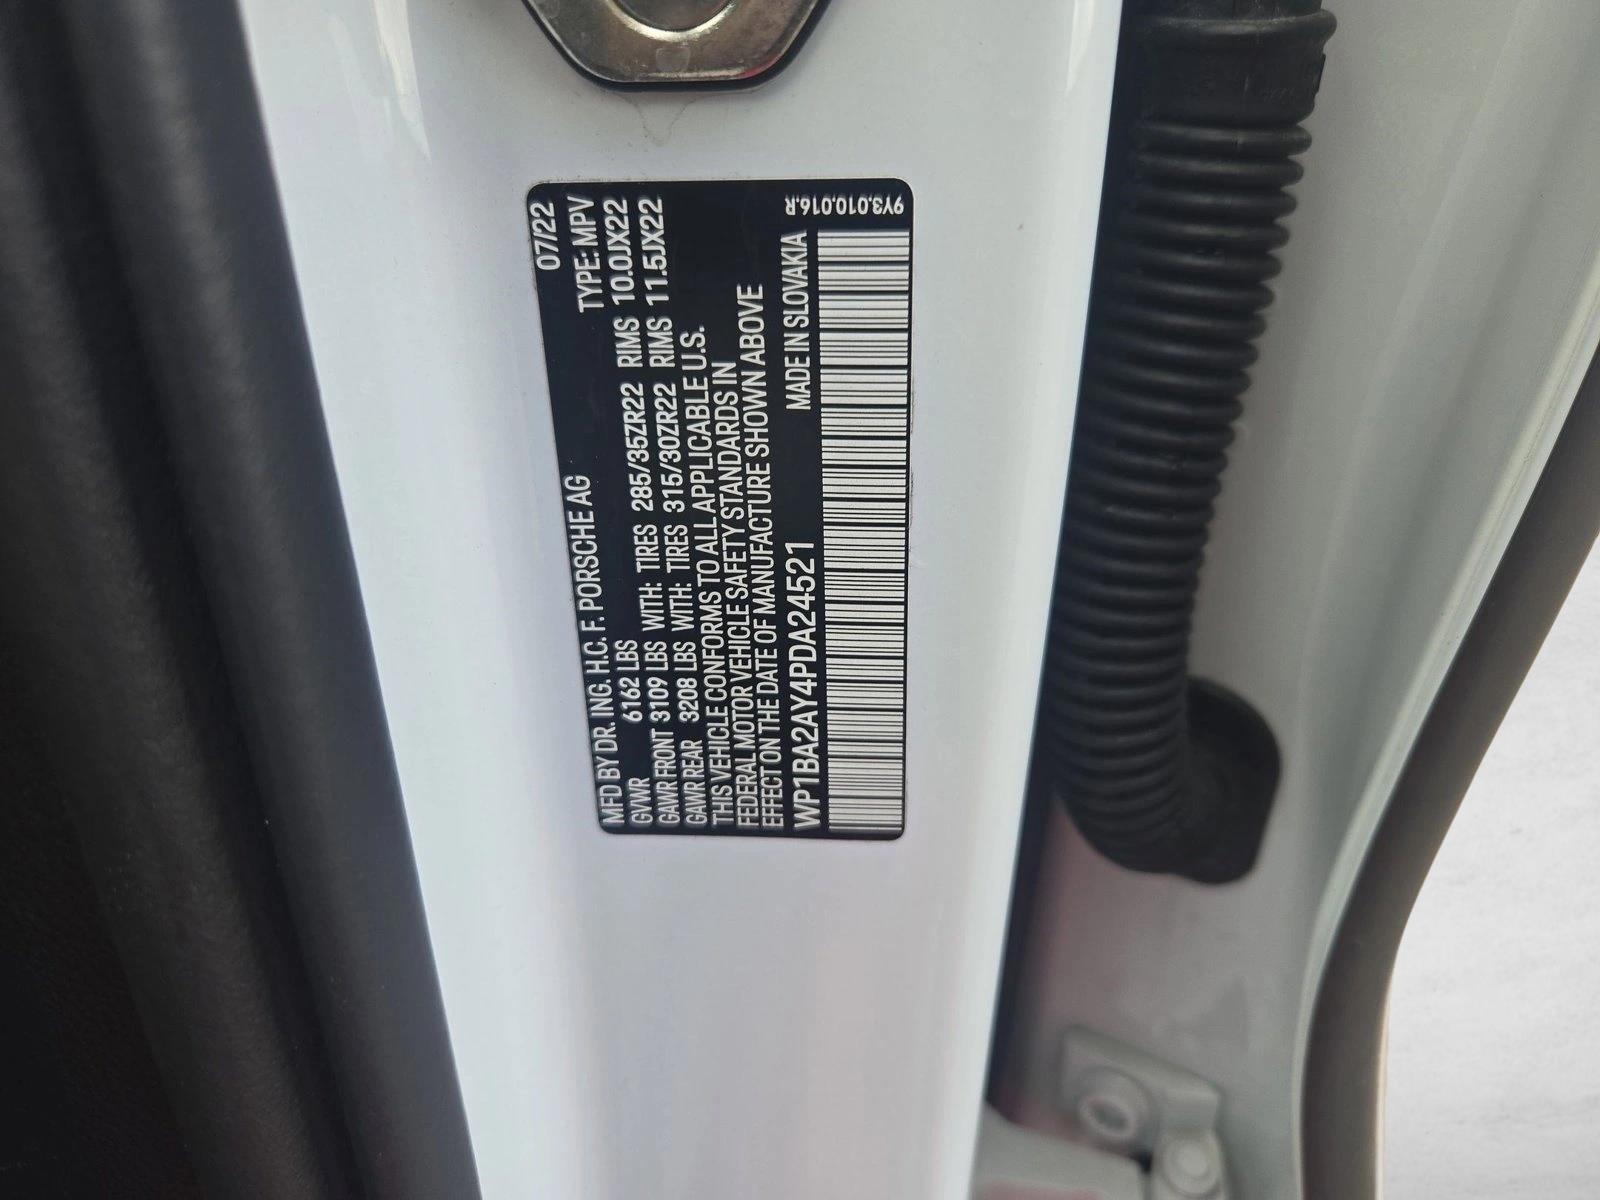 07/22
MFD BY DR. ING. H.C. F. PORSCHE AG TYPE: MPV
GVWR 6162 LBS
GAWR FRONT 3109 LBS WITH: TIRES 285/35ZR22 RIMS 10.0JX22
GAWR REAR 3208 LBS WITH: TIRES 315/30ZR22 RIMS 11.5JX22
THIS VEHICLE CONFORMS TO ALL APPLICABLE U.S.
FEDERAL MOTOR VEHICLE SAFETY STANDARDS IN
EFFECT ON THE DATE OF MANUFACTURE SHOWN ABOVE
WP1BA2AY4PDA24521 MADE IN SLOVAKIA
9Y3.010.016.R